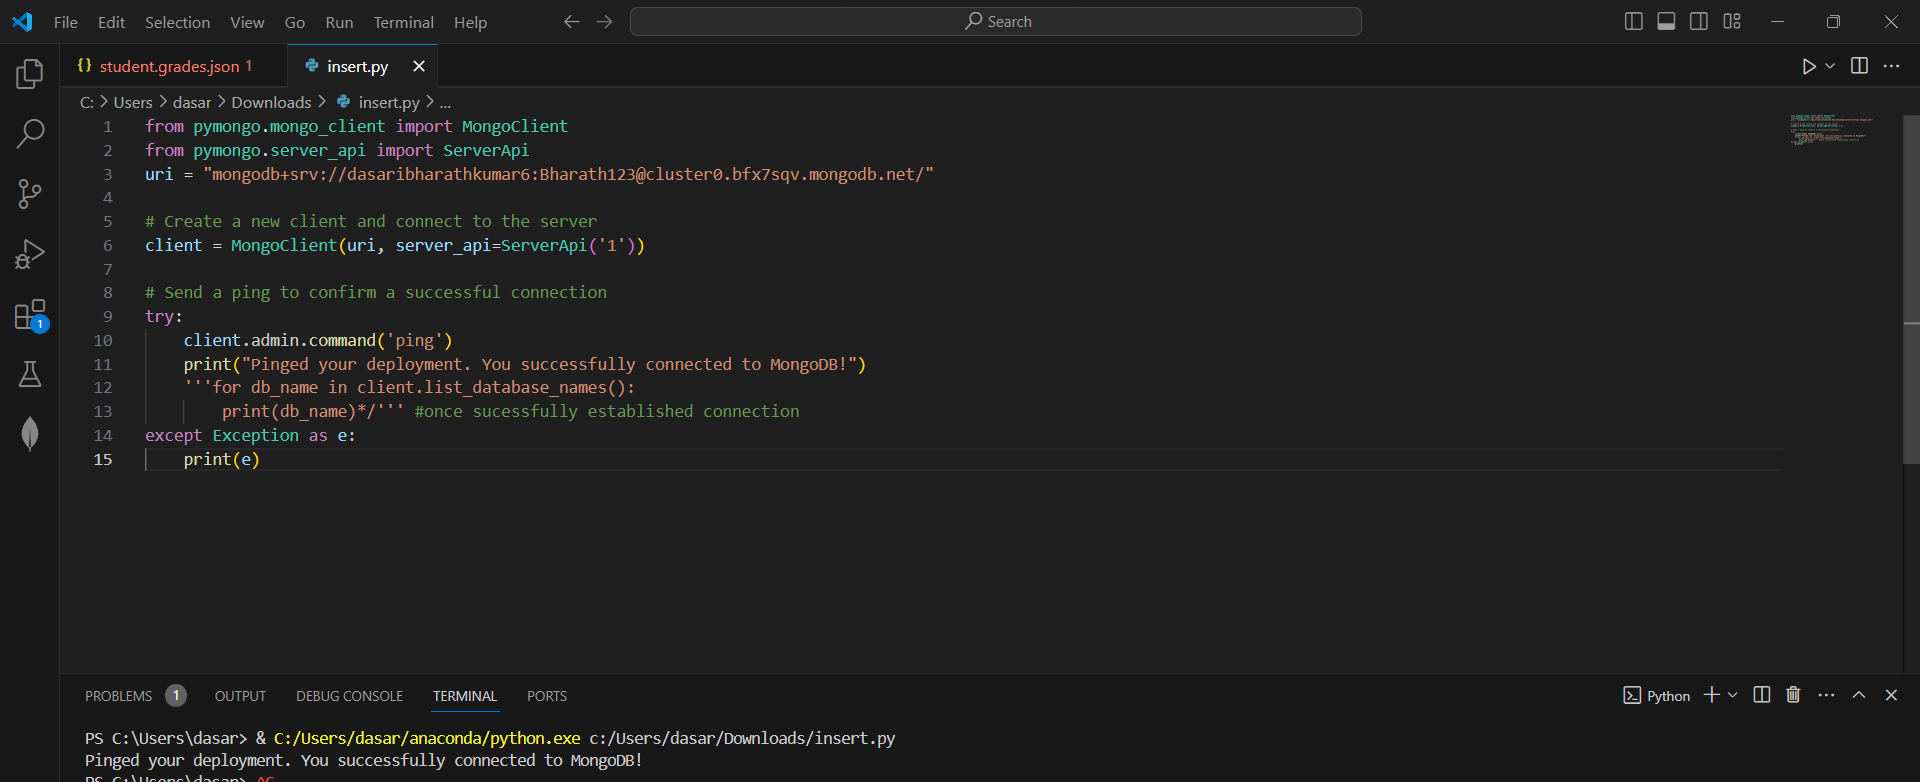 File Edit Selection View Go Run Terminal Help Search
student.grades.json 1 insert.py
C: > Users > dasar > Downloads > insert.py > ...
1 from pymongo.mongo_client import MongoClient
2 from pymongo.server_api import ServerApi
3 uri = "mongodb+srv://dasaribharathkumar6:Bharath123@cluster0.bfx7sqv.mongodb.net/"
4
5 # Create a new client and connect to the server
6 client = MongoClient(uri, server_api=ServerApi('1'))
7
8 # Send a ping to confirm a successful connection
9 try:
10 client.admin.command('ping')
11 print("Pinged your deployment. You successfully connected to MongoDB!")
12 '''for db_name in client.list_database_names():
13 print(db_name)*/''' #once sucessfully established connection
14 except Exception as e:
15 print(e)
1
PROBLEMS 1 OUTPUT DEBUG CONSOLE TERMINAL PORTS Python
PS C:\Users\dasar> & C:/Users/dasar/anaconda/python.exe c:/Users/dasar/Downloads/insert.py
Pinged your deployment. You successfully connected to MongoDB!
PS C:\Users\dasar> ^C